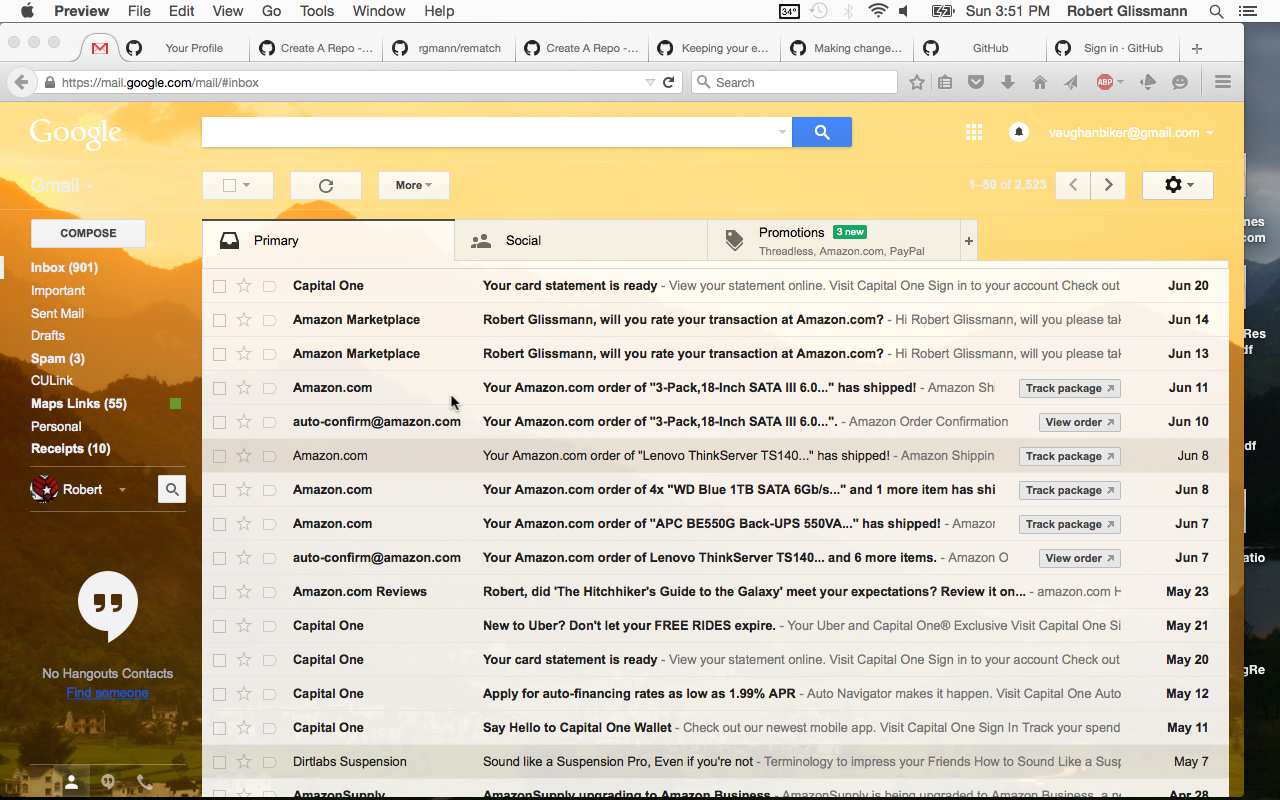 Preview File Edit View Go Tools Window Help 34° Sun 3:51 PM Robert Glissmann
Your Profile Create A Repo -... rgmann/rematch Create A Repo -... Keeping your e... Making change... GitHub Sign in · GitHub
https://mail.google.com/mail/#inbox Search ABP
Google vaughanbiker@gmail.com
Gmail More 1–50 of 2,523
COMPOSE
Primary Social Promotions 3 new
Threadless, Amazon.com, PayPal
Inbox (901)
Important
Sent Mail
Drafts
Spam (3)
CULink
Maps Links (55)
Personal
Receipts (10)
Robert
No Hangouts Contacts
Find someone
Capital One Your card statement is ready - View your statement online. Visit Capital One Sign in to your account Check out Jun 20
Amazon Marketplace Robert Glissmann, will you rate your transaction at Amazon.com? - Hi Robert Glissmann, will you please tak Jun 14
Amazon Marketplace Robert Glissmann, will you rate your transaction at Amazon.com? - Hi Robert Glissmann, will you please tak Jun 13
Amazon.com Your Amazon.com order of "3-Pack,18-Inch SATA III 6.0..." has shipped! - Amazon Shi Track package Jun 11
auto-confirm@amazon.com Your Amazon.com order of "3-Pack,18-Inch SATA III 6.0...". - Amazon Order Confirmation View order Jun 10
Amazon.com Your Amazon.com order of "Lenovo ThinkServer TS140..." has shipped! - Amazon Shippin Track package Jun 8
Amazon.com Your Amazon.com order of 4x "WD Blue 1TB SATA 6Gb/s..." and 1 more item has shi Track package Jun 8
Amazon.com Your Amazon.com order of "APC BE550G Back-UPS 550VA..." has shipped! - Amazor Track package Jun 7
auto-confirm@amazon.com Your Amazon.com order of Lenovo ThinkServer TS140... and 6 more items. - Amazon O View order Jun 7
Amazon.com Reviews Robert, did 'The Hitchhiker's Guide to the Galaxy' meet your expectations? Review it on... - amazon.com H May 23
Capital One New to Uber? Don't let your FREE RIDES expire. - Your Uber and Capital One® Exclusive Visit Capital One Si May 21
Capital One Your card statement is ready - View your statement online. Visit Capital One Sign in to your account Check out May 20
Capital One Apply for auto-financing rates as low as 1.99% APR - Auto Navigator makes it happen. Visit Capital One Auto May 12
Capital One Say Hello to Capital One Wallet - Check out our newest mobile app. Visit Capital One Sign In Track your spend May 11
Dirtlabs Suspension Sound like a Suspension Pro, Even if you're not - Terminology to impress your Friends How to Sound Like a Susp May 7
AmazonSupply AmazonSupply upgrading to Amazon Business - AmazonSupply is being upgraded to Amazon Business, a n Apr 28
nes
com
Res
df
df
atio
gRe